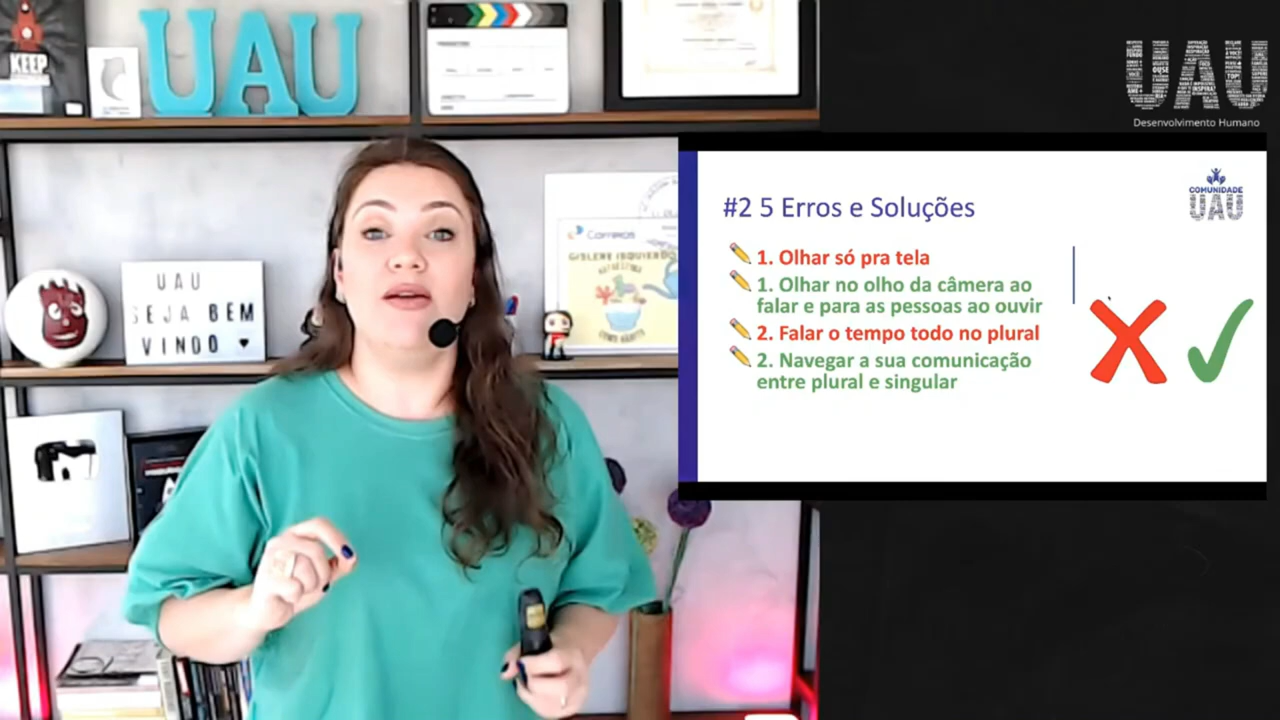 KEEP
UAU
UAU
Desenvolvimento Humano
COMUNIDADE
UAU
#2 5 Erros e Soluções
1. Olhar só pra tela
1. Olhar no olho da câmera ao
falar e para as pessoas ao ouvir
2. Falar o tempo todo no plural
2. Navegar a sua comunicação
entre plural e singular
Correios
GISLENE ISQUIERDO
UAU
SEJA BEM
VINDO ♥